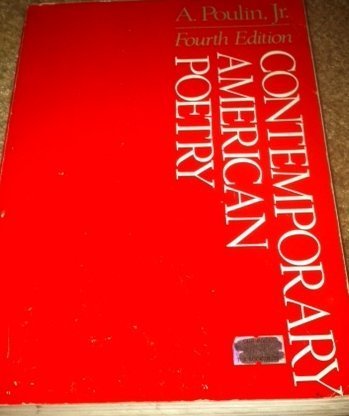 A. Poulin, Jr.
Fourth Edition
CONTEMPORARY
AMERICAN
POETRY